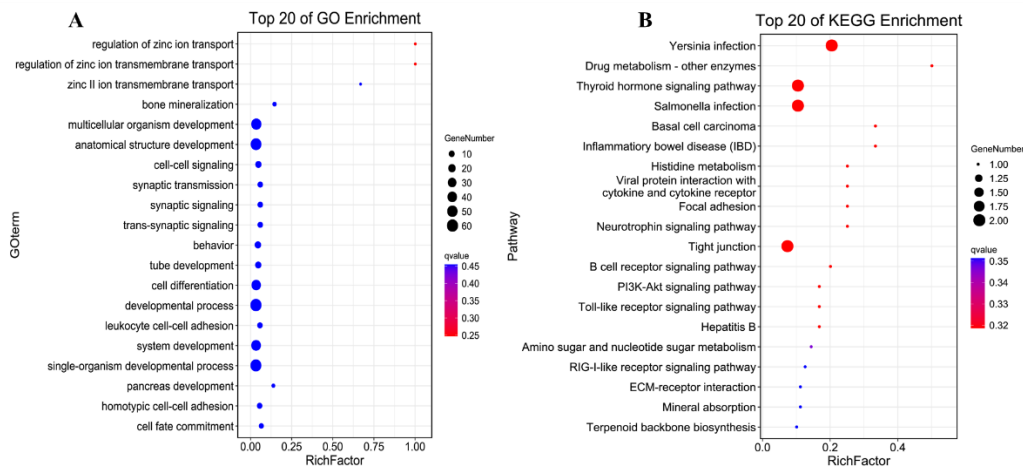 A
Top 20 of GO Enrichment
GOterm
regulation of zinc ion transport
regulation of zinc ion transmembrane transport
zinc II ion transmembrane transport
bone mineralization
multicellular organism development
anatomical structure development
cell-cell signaling
synaptic transmission
synaptic signaling
trans-synaptic signaling
behavior
tube development
cell differentiation
developmental process
leukocyte cell-cell adhesion
system development
single-organism developmental process
pancreas development
homotypic cell-cell adhesion
cell fate commitment
0.00 0.25 0.50 0.75 1.00
RichFactor
GeneNumber
10
20
30
40
50
60
qvalue
0.45
0.40
0.35
0.30
0.25
B
Top 20 of KEGG Enrichment
Pathway
Yersinia infection
Drug metabolism - other enzymes
Thyroid hormone signaling pathway
Salmonella infection
Basal cell carcinoma
Inflammatory bowel disease (IBD)
Histidine metabolism
Viral protein interaction with
cytokine and cytokine receptor
Focal adhesion
Neurotrophin signaling pathway
Tight junction
B cell receptor signaling pathway
PI3K-Akt signaling pathway
Toll-like receptor signaling pathway
Hepatitis B
Amino sugar and nucleotide sugar metabolism
RIG-I-like receptor signaling pathway
ECM-receptor interaction
Mineral absorption
Terpenoid backbone biosynthesis
0.0 0.2 0.4
RichFactor
GeneNumber
1.00
1.25
1.50
1.75
2.00
qvalue
0.35
0.34
0.33
0.32